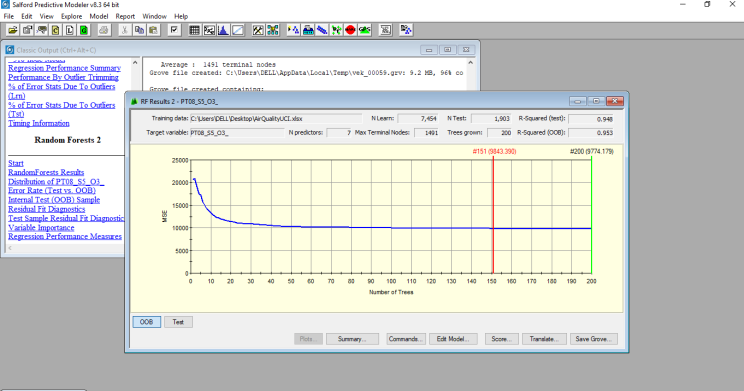 Salford Predictive Modeler v8.3 64 bit
File Edit View Explore Model Report Window Help
Classic Output (Ctrl+Alt+C)
Regression Performance Summary
Performance By Outlier Trimming
% of Error Stats Due To Outliers
(Lrn)
% of Error Stats Due To Outliers
(Tst)
Timing Information
Random Forests 2
Start
RandomForests Results
Distribution of PT08_S5_O3_
Error Rate (Test vs. OOB)
Internal Test (OOB) Sample
Residual Fit Diagnostics
Test Sample Residual Fit Diagnostic
Variable Importance
Regression Performance Measures
Average : 1491 terminal nodes
Grove file created: C:\Users\DELL\AppData\Local\Temp\vek_00059.grv: 9.2 MB, 96% co
Grove file created containing:
RF Results 2 - PT08_S5_O3_
Training data: C:\Users\DELL\Desktop\AirQualityUCI.xlsx N Learn: 7,454 N Test: 1,903 R-Squared (test): 0.948
Target variable: PT08_S5_O3_ N predictors: 7 Max Terminal Nodes: 1491 Trees grown: 200 R-Squared (OOB): 0.953
#151 (9843.390) #200 (9774.179)
25000
20000
15000
10000
5000
0
MSE
0 10 20 30 40 50 60 70 80 90 100 110 120 130 140 150 160 170 180 190 200
Number of Trees
OOB Test
Plots... Summary... Commands... Edit Model... Score... Translate... Save Grove...